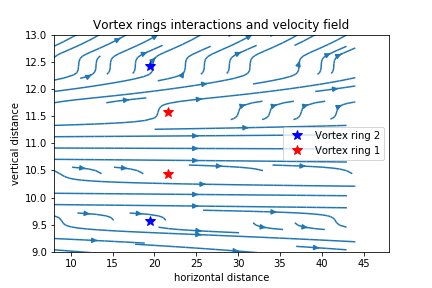 Vortex rings interactions and velocity field
13.0
12.5
12.0
11.5
11.0
10.5
10.0
9.5
9.0
vertical distance
Vortex ring 2
Vortex ring 1
10 15 20 25 30 35 40 45
horizontal distance